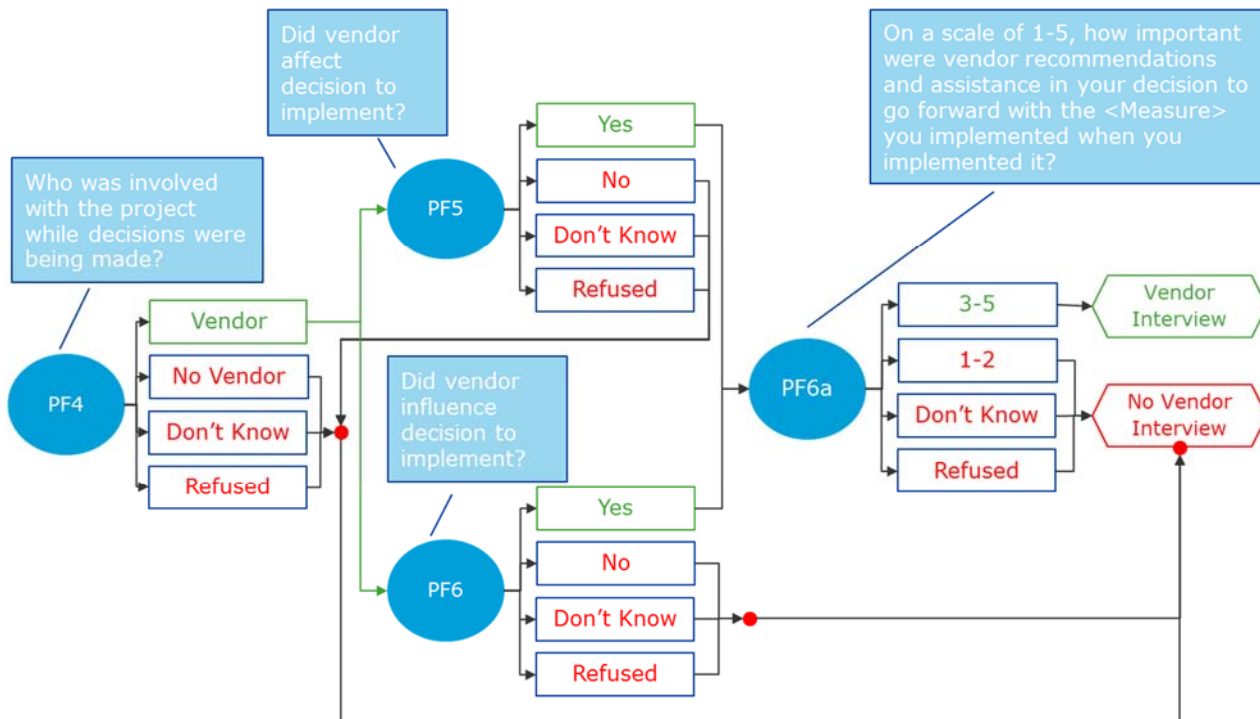 Did vendor
affect
decision to
implement?
On a scale of 1-5, how important
were vendor recommendations
and assistance in your decision to
go forward with the <Measure>
you implemented when you
implemented it?
Who was involved
with the project
while decisions were
being made?
PF5
Yes
No
Don't Know
Refused
PF4
Vendor
No Vendor
Don't Know
Refused
Did vendor
influence
decision to
implement?
PF6
Yes
No
Don't Know
Refused
PF6a
3-5
1-2
Don't Know
Refused
Vendor
Interview
No Vendor
Interview